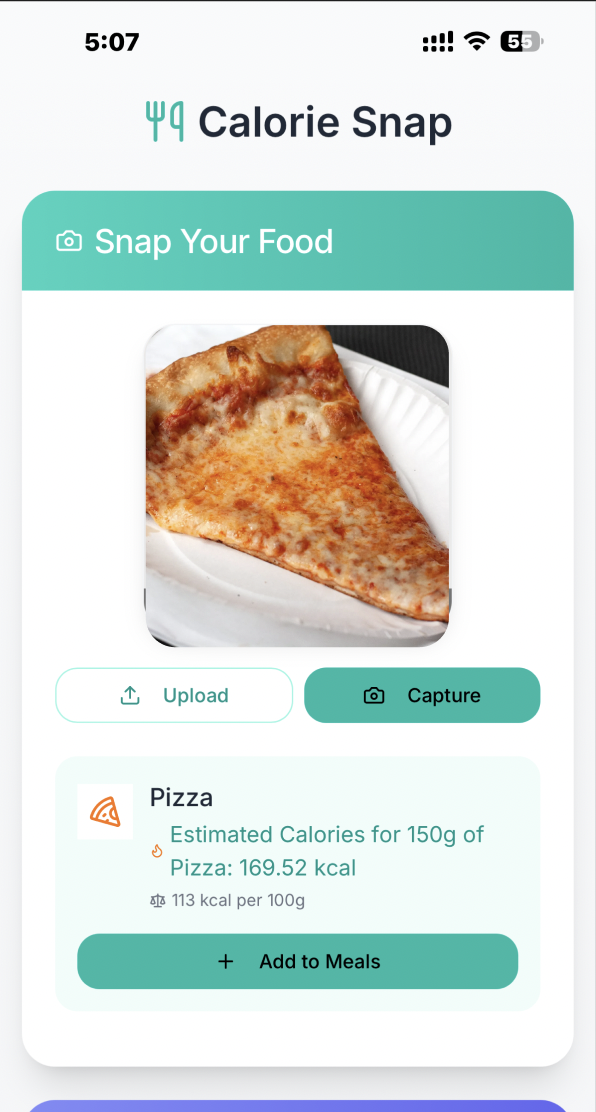 5:07
55
Calorie Snap
Snap Your Food
Upload
Capture
Pizza
Estimated Calories for 150g of
Pizza: 169.52 kcal
113 kcal per 100g
Add to Meals